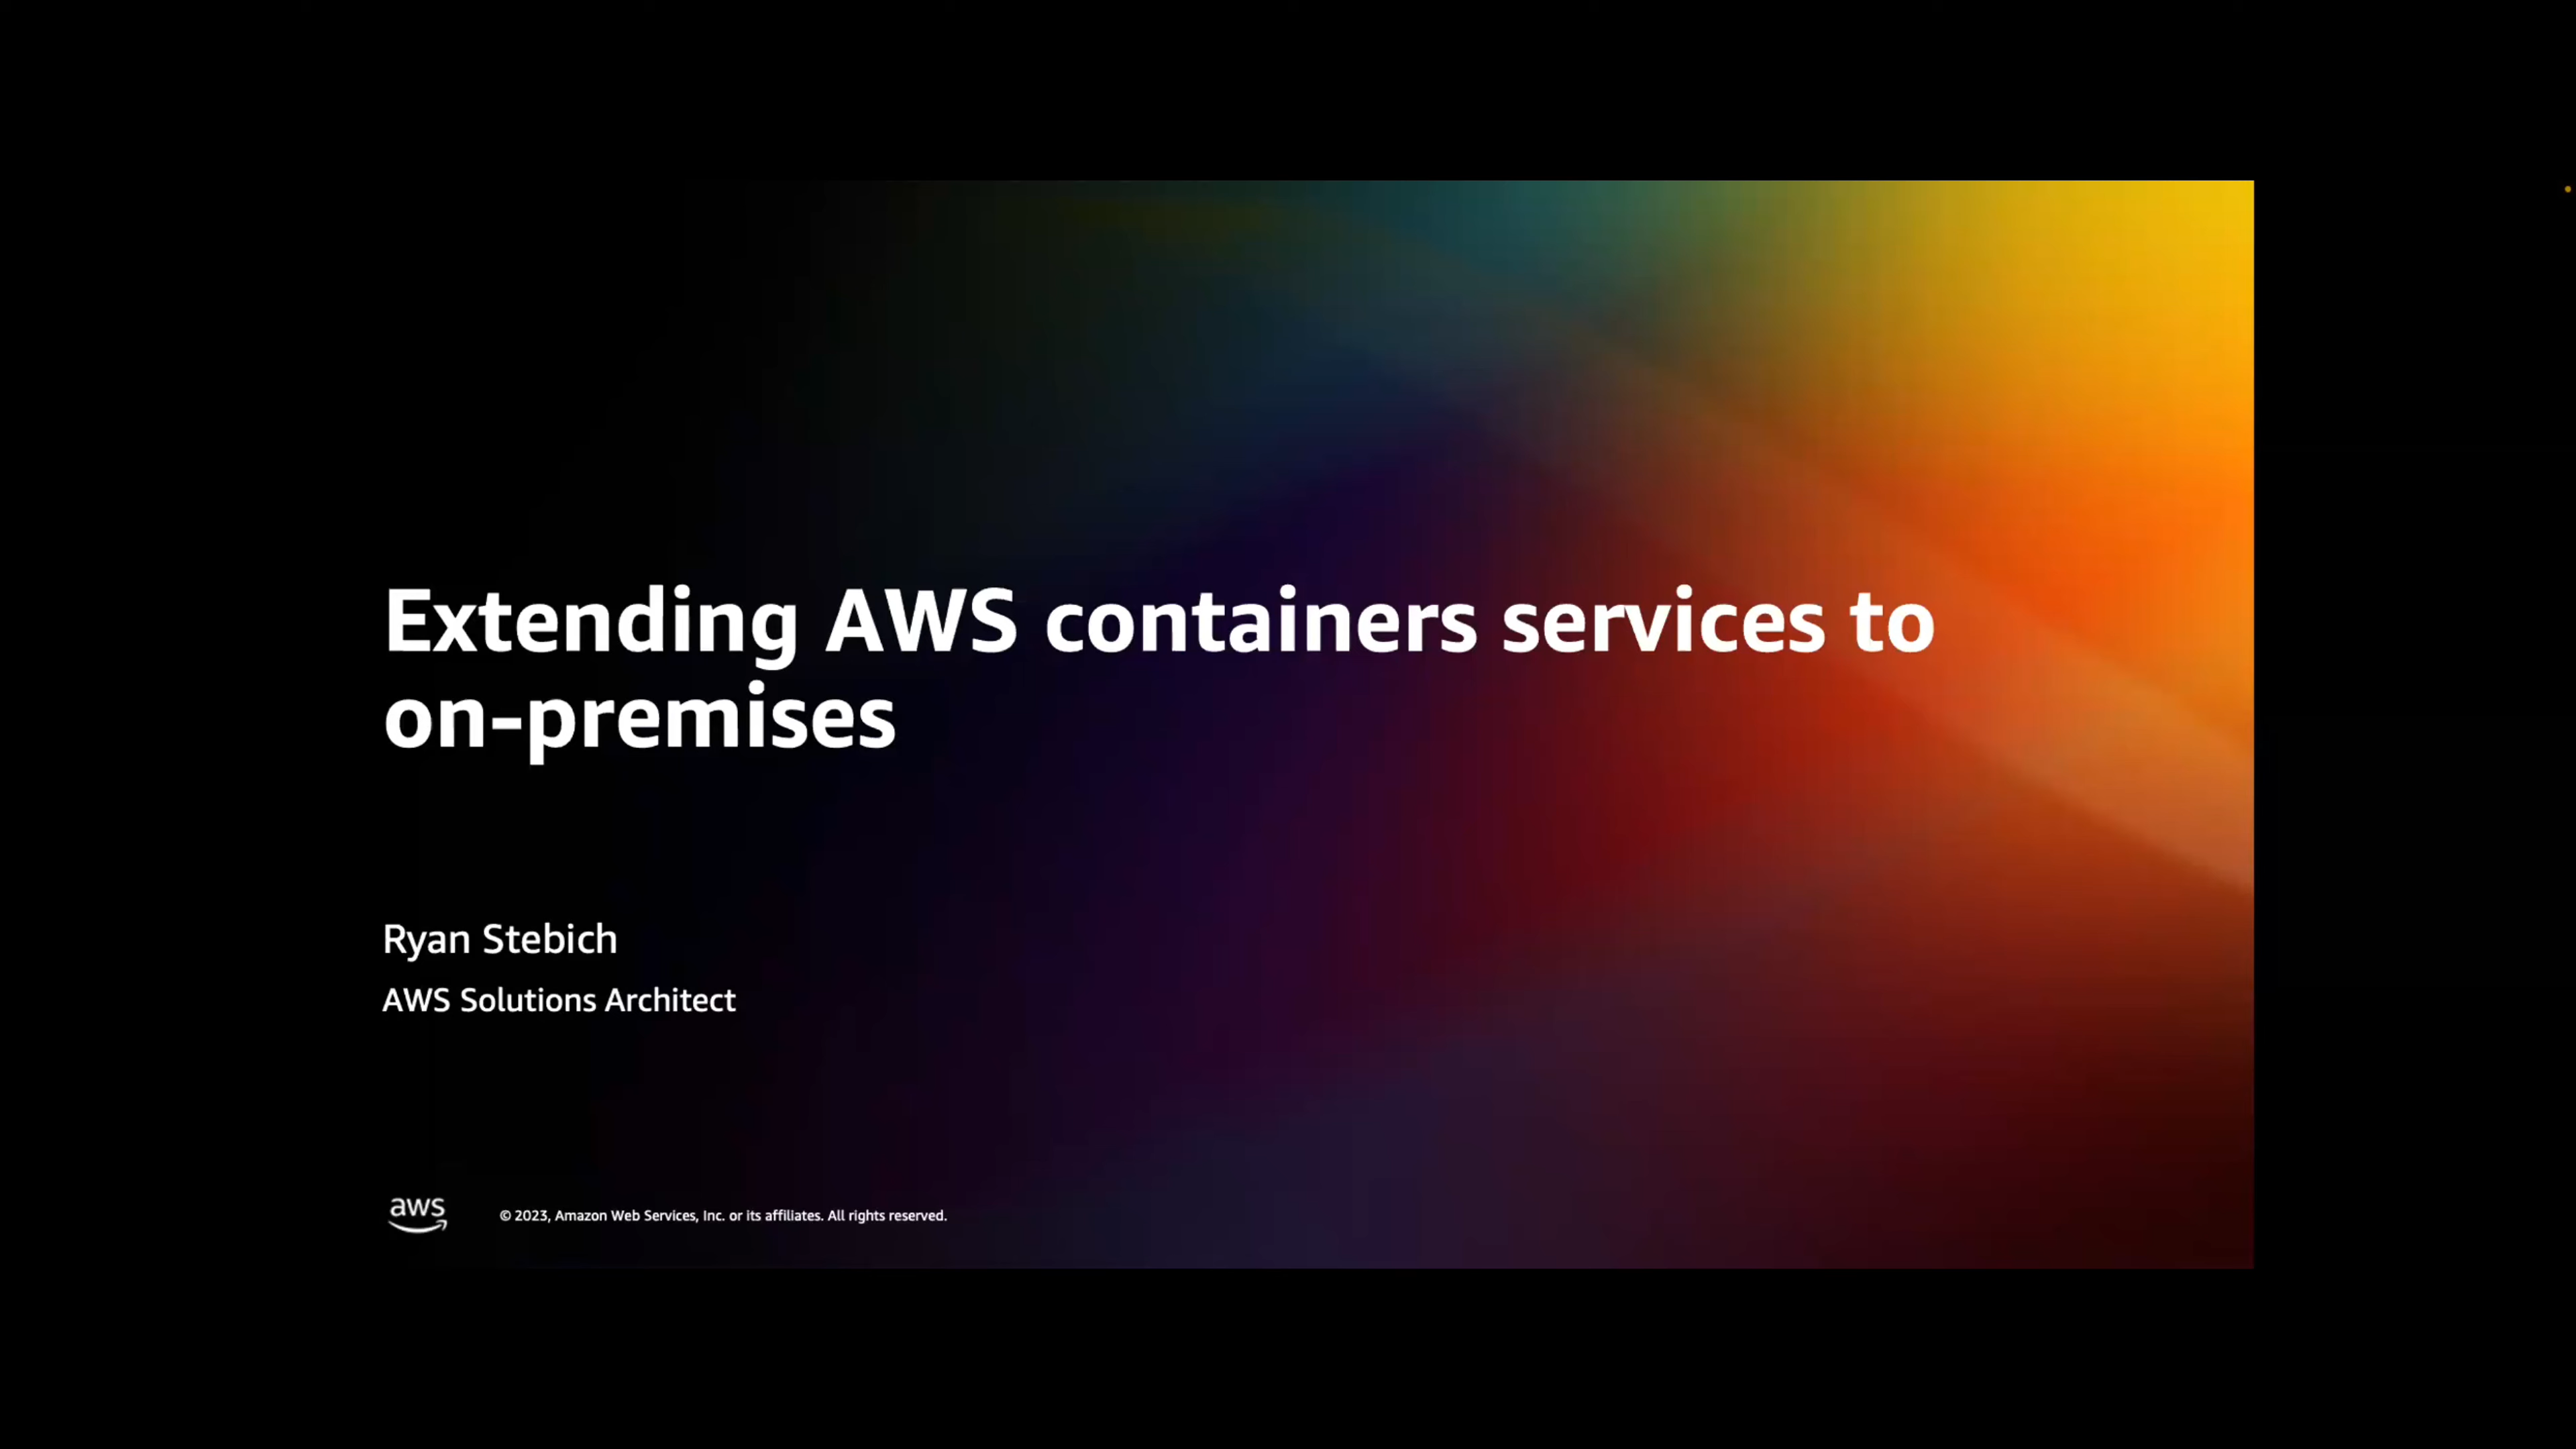 Extending AWS containers services to
on-premises
Ryan Stebich
AWS Solutions Architect
aws
© 2023, Amazon Web Services, Inc. or its affiliates. All rights reserved.